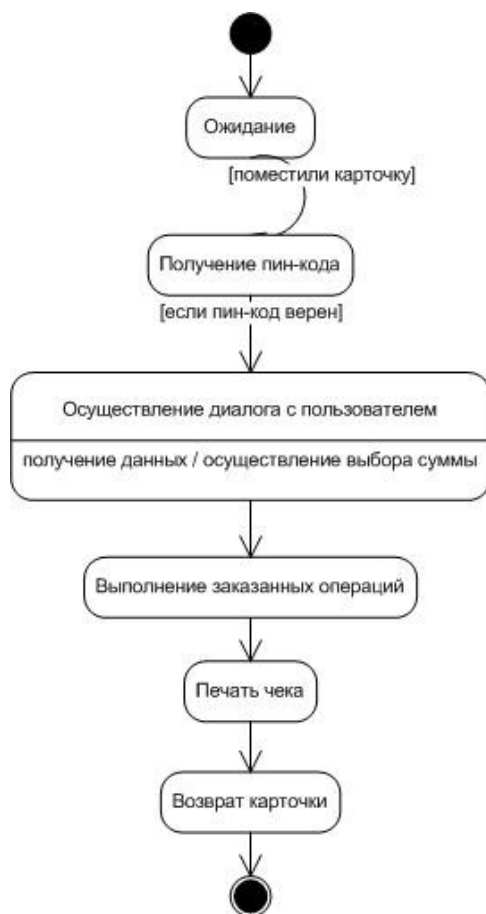 Ожидание
[поместили карточку]
Получение пин-кода
[если пин-код верен]
Осуществление диалога с пользователем
получение данных / осуществление выбора суммы
Выполнение заказанных операций
Печать чека
Возврат карточки